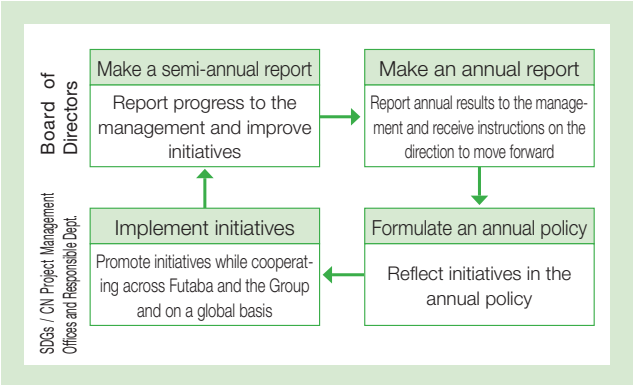 Board of
Directors
Make a semi-annual report
Report progress to the
management and improve
initiatives
Make an annual report
Report annual results to the manage-
ment and receive instructions on the
direction to move forward
SDGs / CN Project Management
Offices and Responsible Dept.
Implement initiatives
Promote initiatives while cooperat-
ing across Futaba and the Group
and on a global basis
Formulate an annual policy
Reflect initiatives in the
annual policy